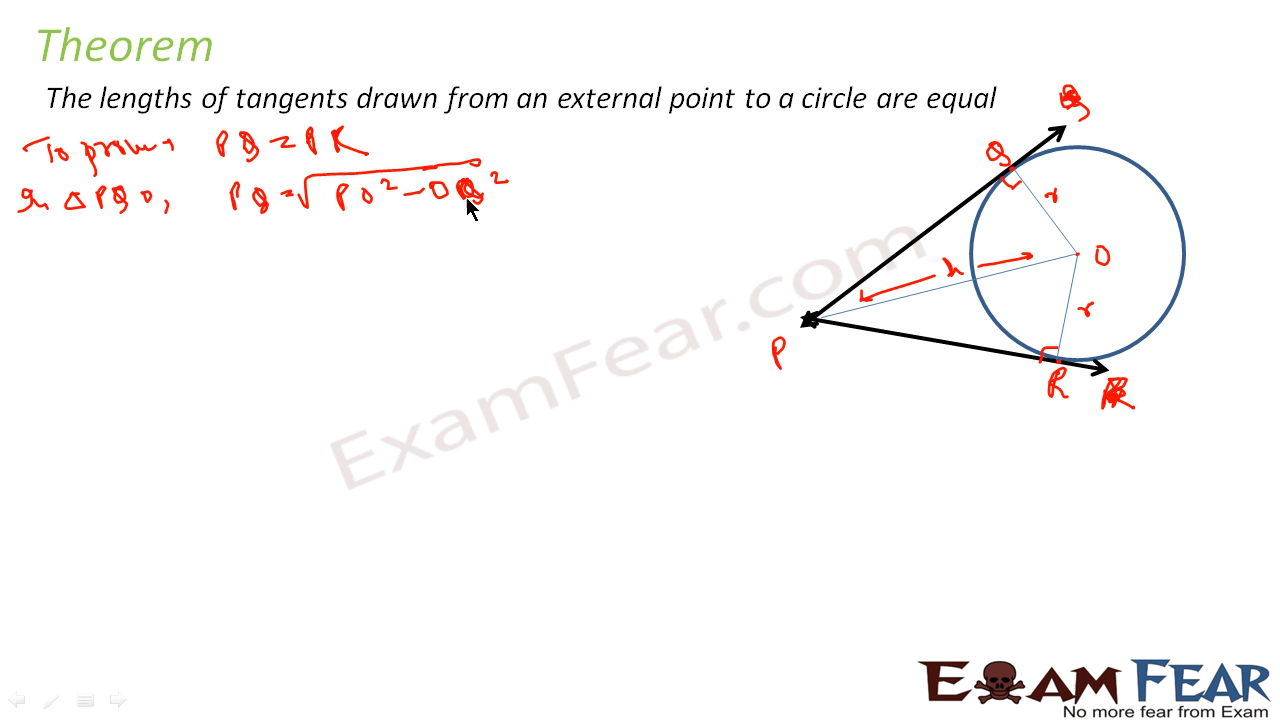 Theorem
The lengths of tangents drawn from an external point to a circle are equal
To prove PQ = PR
In Δ PQO, PQ = √PO² – OQ²
Q
r
h
O
r
P
R
ExamFear.com
EXAM FEAR
No more fear from Exam